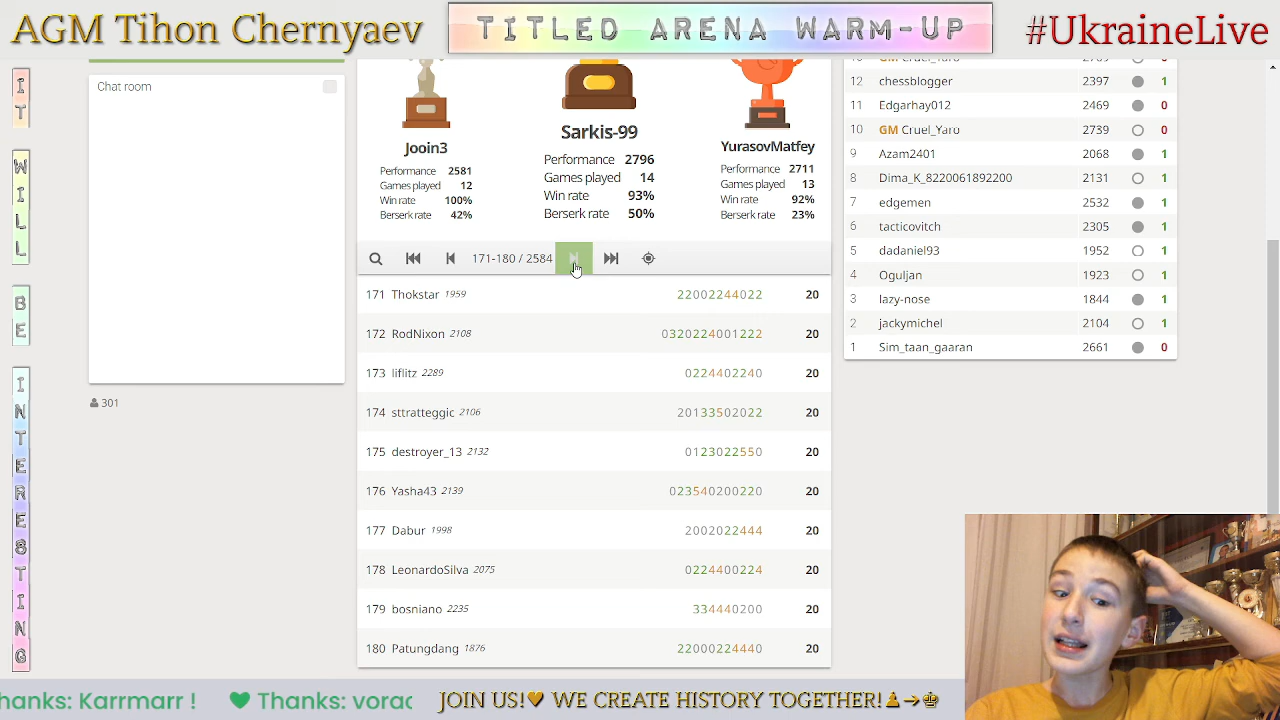 AGM Tihon Chernyaev
TITLED ARENA WARM-UP
#UkraineLive
IT
WILL
BE
INTERESTING
Chat room
301
Jooin3
Performance 2581
Games played 12
Win rate 100%
Berserk rate 42%
Sarkis-99
Performance 2796
Games played 14
Win rate 93%
Berserk rate 50%
YurasovMatfey
Performance 2711
Games played 13
Win rate 92%
Berserk rate 23%
171-180 / 2584
171 Thokstar 1959 22002244022 20
172 RodNixon 2108 0320224001222 20
173 liflitz 2289 0224402240 20
174 sttratteggic 2106 20133502022 20
175 destroyer_13 2132 0123022550 20
176 Yasha43 2139 023540200220 20
177 Dabur 1998 2002022444 20
178 LeonardoSilva 2075 0224400224 20
179 bosniano 2235 334440200 20
180 Patungdang 1876 22000224440 20
12 chessblogger 2397 1
11 Edgarhay012 2469 0
10 GM Cruel_Yaro 2739 0
9 Azam2401 2068 1
8 Dima_K_8220061892200 2131 1
7 edgemen 2532 1
6 tacticovitch 2305 1
5 dadaniel93 1952 1
4 Oguljan 1923 1
3 lazy-nose 1844 1
2 jackymichel 2104 1
1 Sim_taan_gaaran 2661 0
hanks: Karrmarr !
Thanks: vorac
JOIN US! WE CREATE HISTORY TOGETHER!